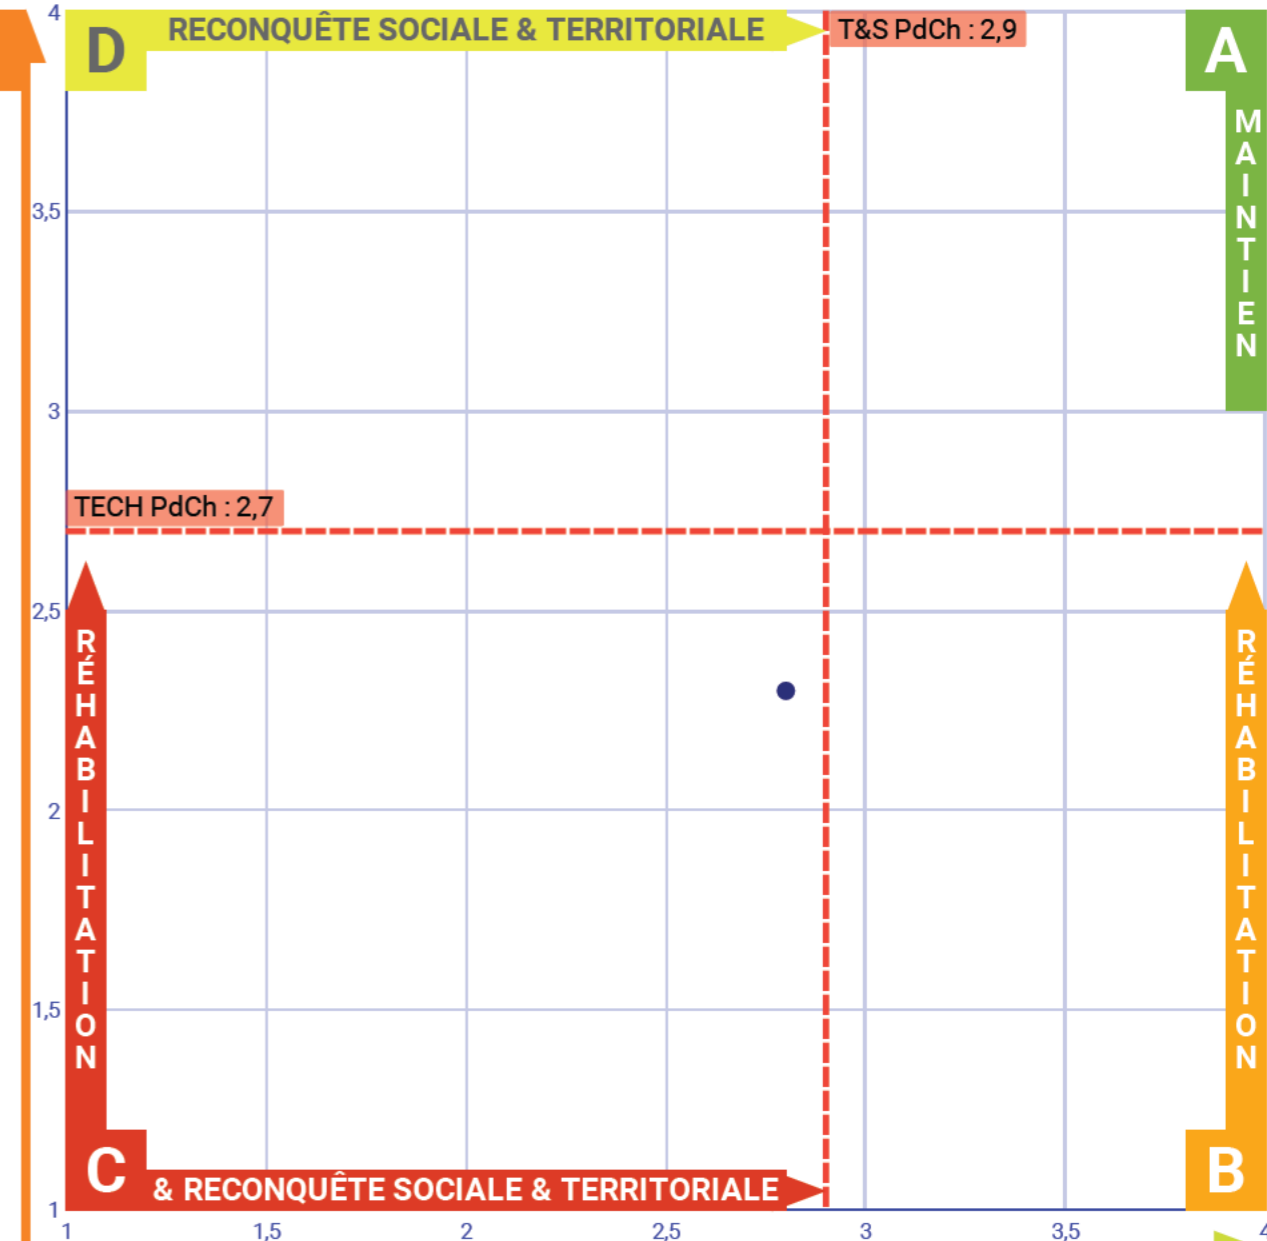 4
D
RECONQUÊTE SOCIALE & TERRITORIALE
T&S PdCh : 2,9
A
MAINTIEN
3,5
3
TECH PdCh : 2,7
2,5
RÉHABILITATION
RÉHABILITATION
2
1,5
C
& RECONQUÊTE SOCIALE & TERRITORIALE
B
1
1
1,5
2
2,5
3
3,5
4